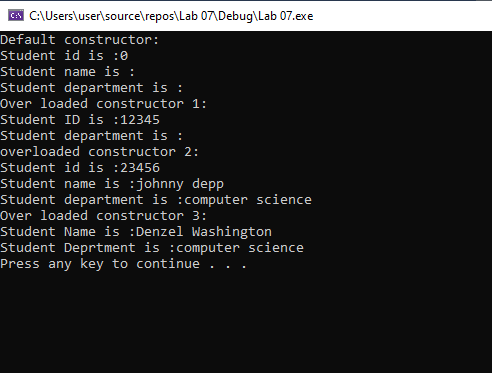 C:\Users\user\source\repos\Lab 07\Debug\Lab 07.exe
Default constructor:
Student id is :0
Student name is :
Student department is :
Over loaded constructor 1:
Student ID is :12345
Student department is :
overloaded constructor 2:
Student id is :23456
Student name is :johnny depp
Student department is :computer science
Over loaded constructor 3:
Student Name is :Denzel Washington
Student Deprtment is :computer science
Press any key to continue . . .